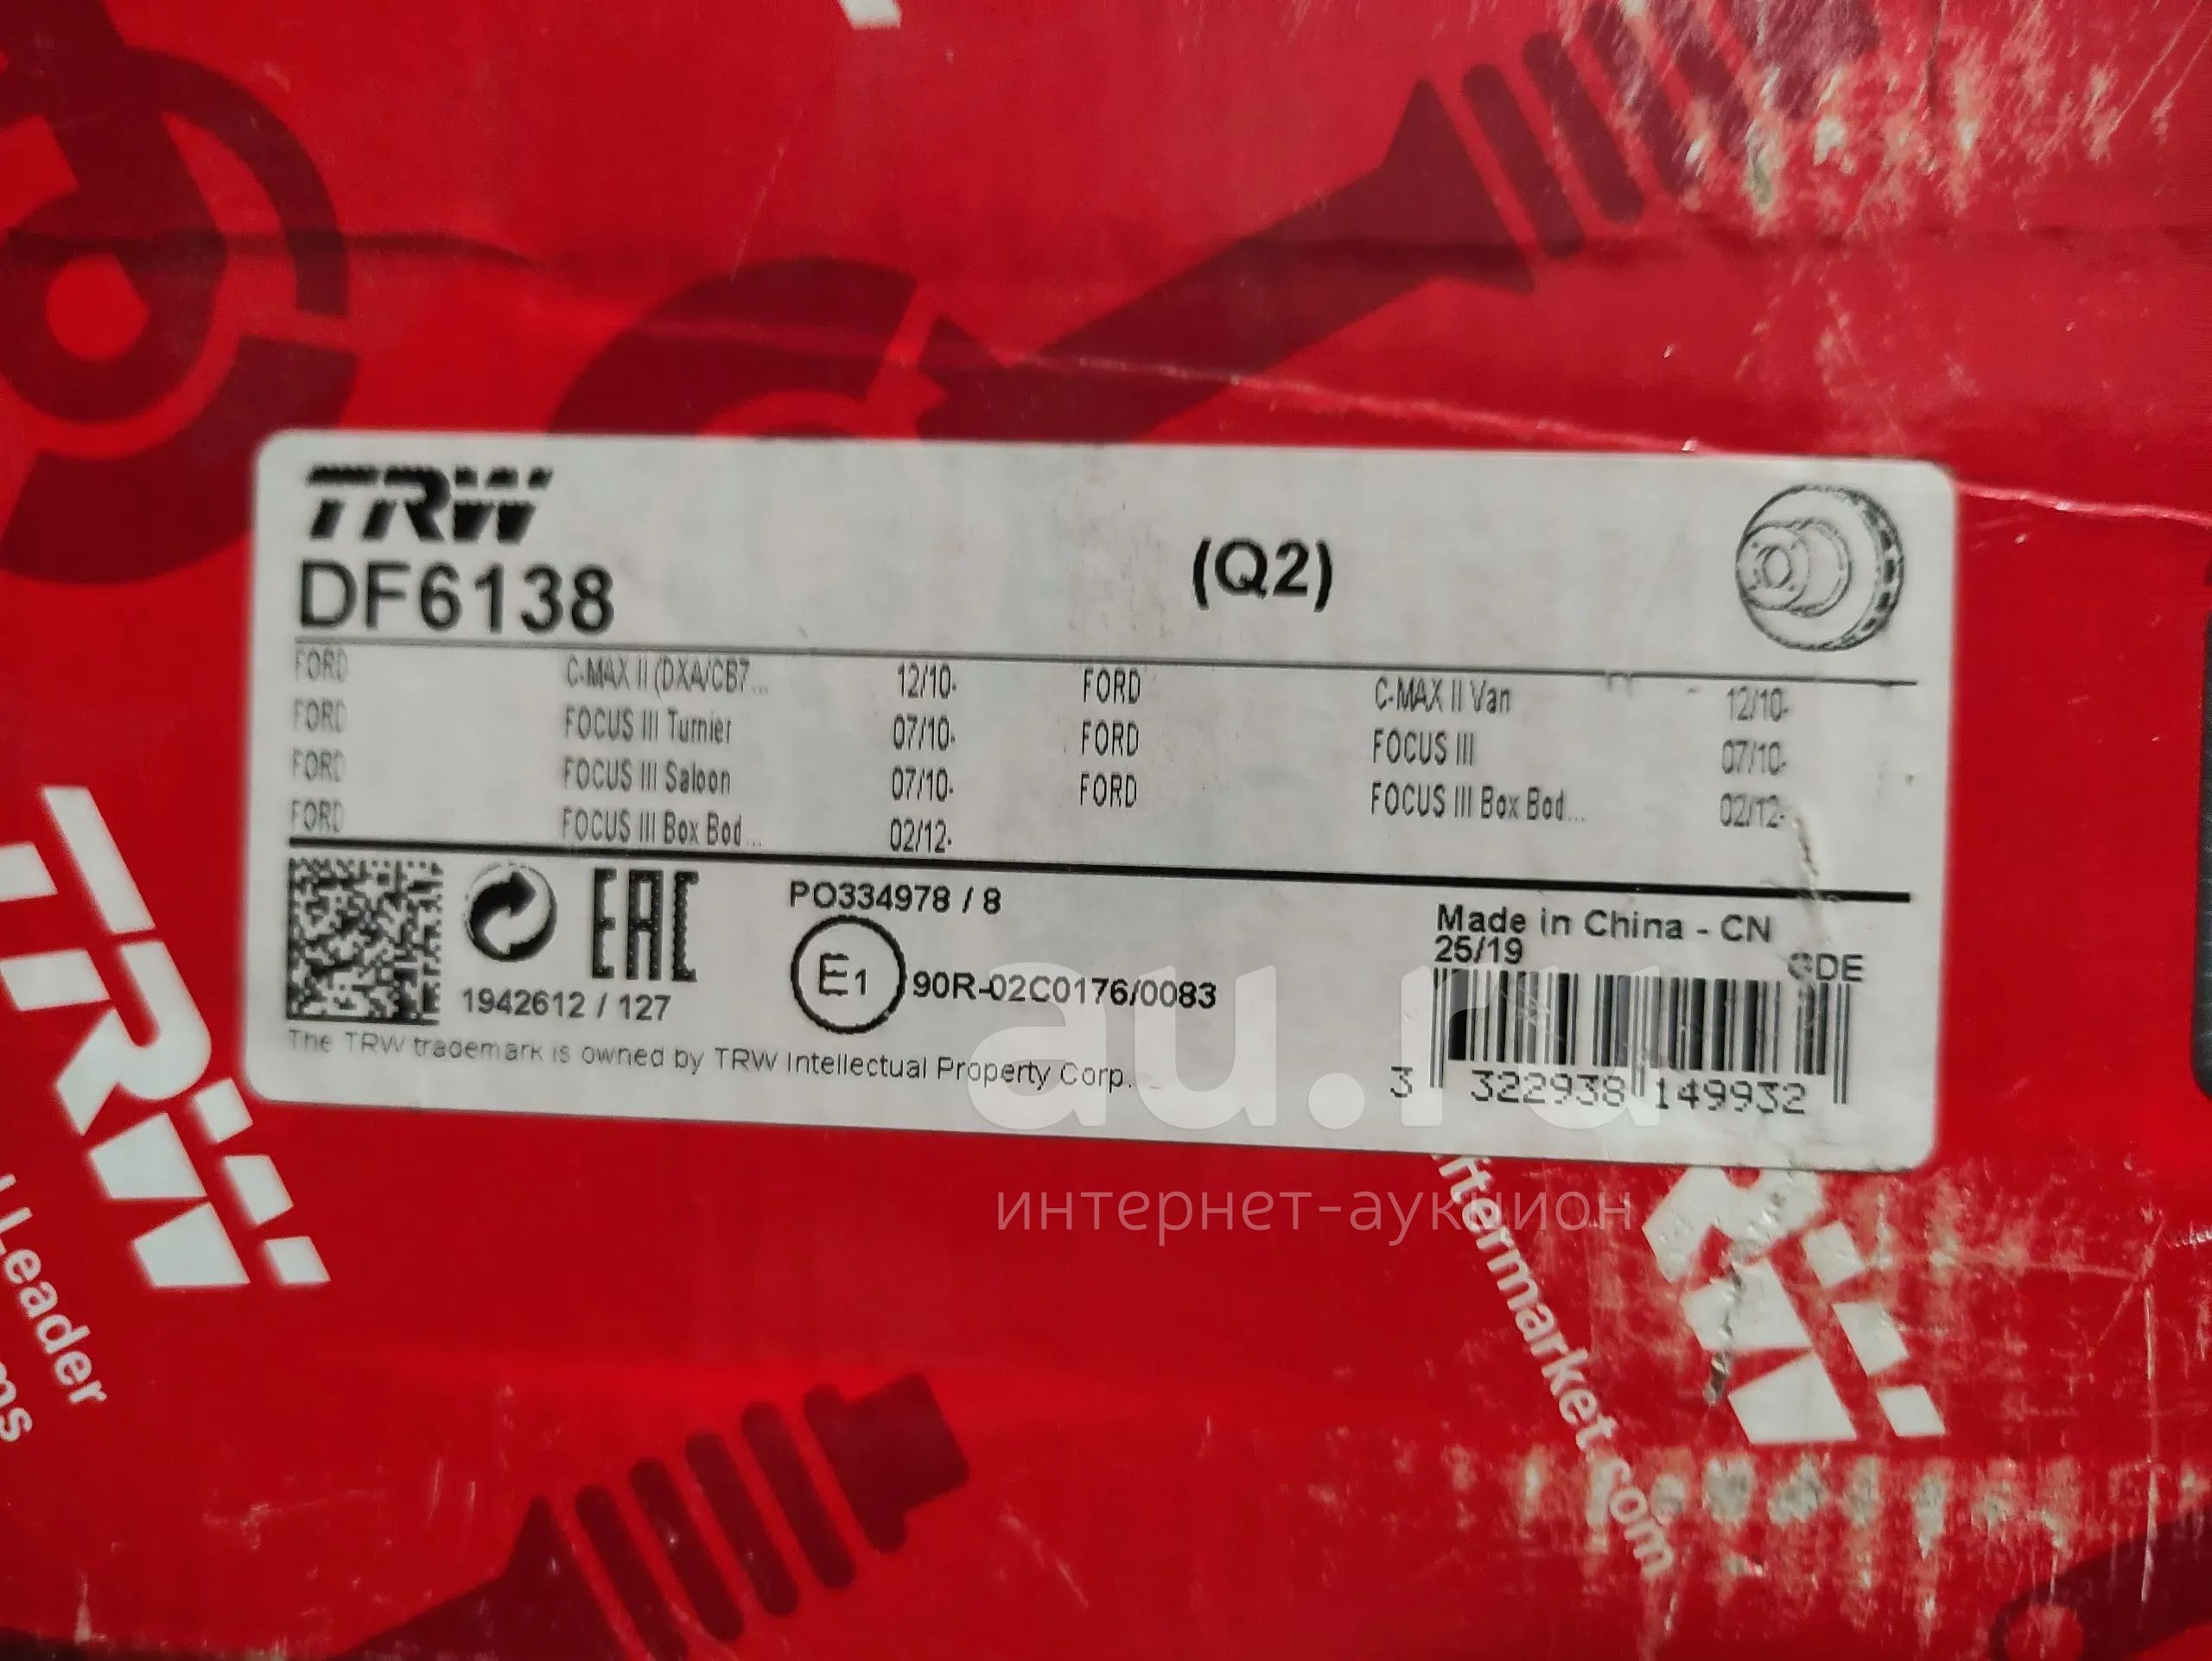 TRW
DF6138
(Q2)
FORD C-MAX II (DXA/CB7... 12/10- FORD C-MAX II Van 12/10-
FORD FOCUS III Turnier 07/10- FORD FOCUS III 07/10-
FORD FOCUS III Saloon 07/10- FORD FOCUS III Box Bod... 02/12-
FORD FOCUS III Box Bod... 02/12-
EAC
PO334978 / 8
Made in China - CN
25/19
DE
1942612 / 127
E1 90R-02C0176/0083
3 322938 149932
The TRW trademark is owned by TRW Intellectual Property Corp.
au.ru
интернет-аукцион
TRW
Leader
ftermarket.com